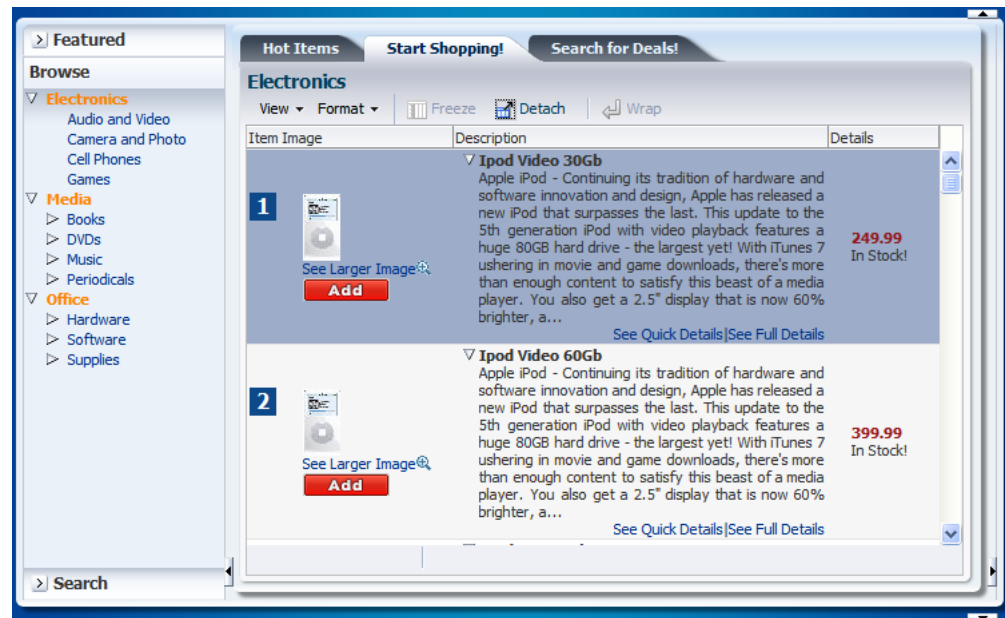 Featured
Browse
Electronics
Audio and Video
Camera and Photo
Cell Phones
Games
Media
Books
DVDs
Music
Periodicals
Office
Hardware
Software
Supplies
Search
Hot Items
Start Shopping!
Search for Deals!
Electronics
View Format Freeze Detach Wrap
Item Image Description Details
1
See Larger Image
Add
Ipod Video 30Gb
Apple iPod - Continuing its tradition of hardware and
software innovation and design, Apple has released a
new iPod that surpasses the last. This update to the
5th generation iPod with video playback features a
huge 80GB hard drive - the largest yet! With iTunes 7
ushering in movie and game downloads, there's more
than enough content to satisfy this beast of a media
player. You also get a 2.5" display that is now 60%
brighter, a...
See Quick Details|See Full Details
249.99
In Stock!
2
See Larger Image
Add
Ipod Video 60Gb
Apple iPod - Continuing its tradition of hardware and
software innovation and design, Apple has released a
new iPod that surpasses the last. This update to the
5th generation iPod with video playback features a
huge 80GB hard drive - the largest yet! With iTunes 7
ushering in movie and game downloads, there's more
than enough content to satisfy this beast of a media
player. You also get a 2.5" display that is now 60%
brighter, a...
See Quick Details|See Full Details
399.99
In Stock!